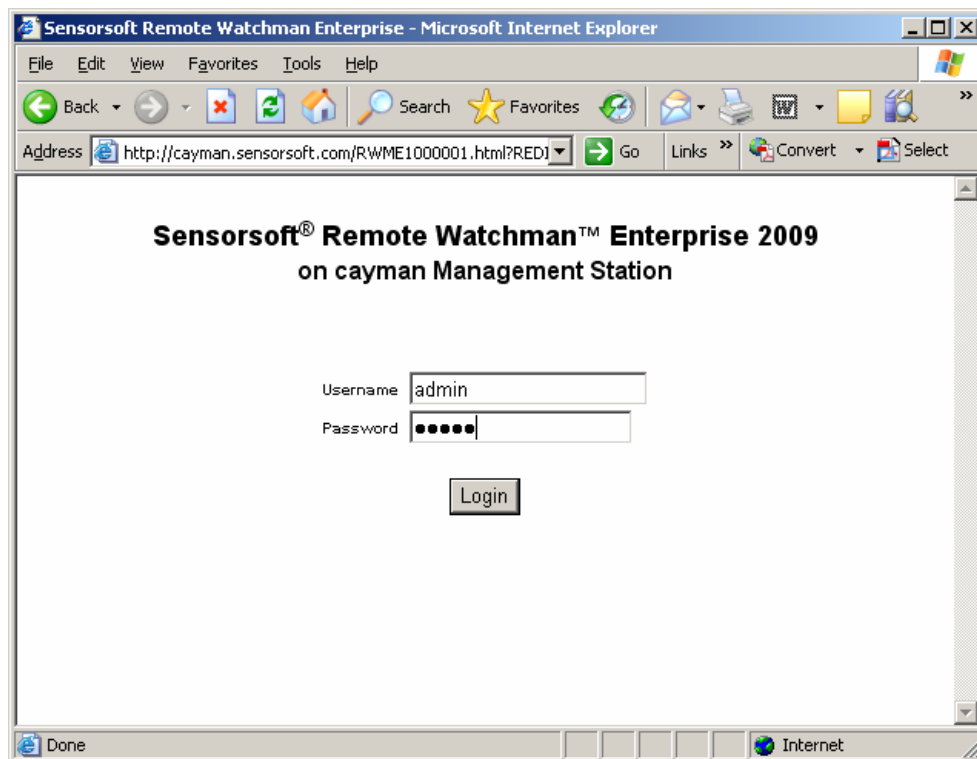 Sensorsoft Remote Watchman Enterprise - Microsoft Internet Explorer
File Edit View Favorites Tools Help
Back Search Favorites »
Address http://cayman.sensorsoft.com/RWME1000001.html?REDI Go Links » Convert Select
Sensorsoft® Remote Watchman™ Enterprise 2009
on cayman Management Station
Username admin
Password •••••
Login
Done Internet